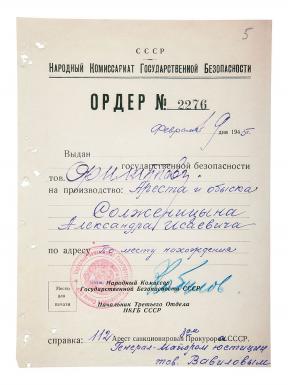 5
СССР
НАРОДНЫЙ КОМИССАРИАТ ГОСУДАРСТВЕННОЙ БЕЗОПАСНОСТИ
ОРДЕР № 2276
Февраля 9 дня 1945 г.
Выдан
государственной безопасности
тов.
на производство: Ареста и обыска
Солженицына
Александра Исаевича
по адресу: по месту нахождения
Народный Комиссар
Государственной Безопасности СССР
Место
для
печати
Начальник Третьего Отдела
НКГБ СССР
справка: Арест санкционирован Прокурора СССР
Генерал-майором юстиции
тов. Вавиловым